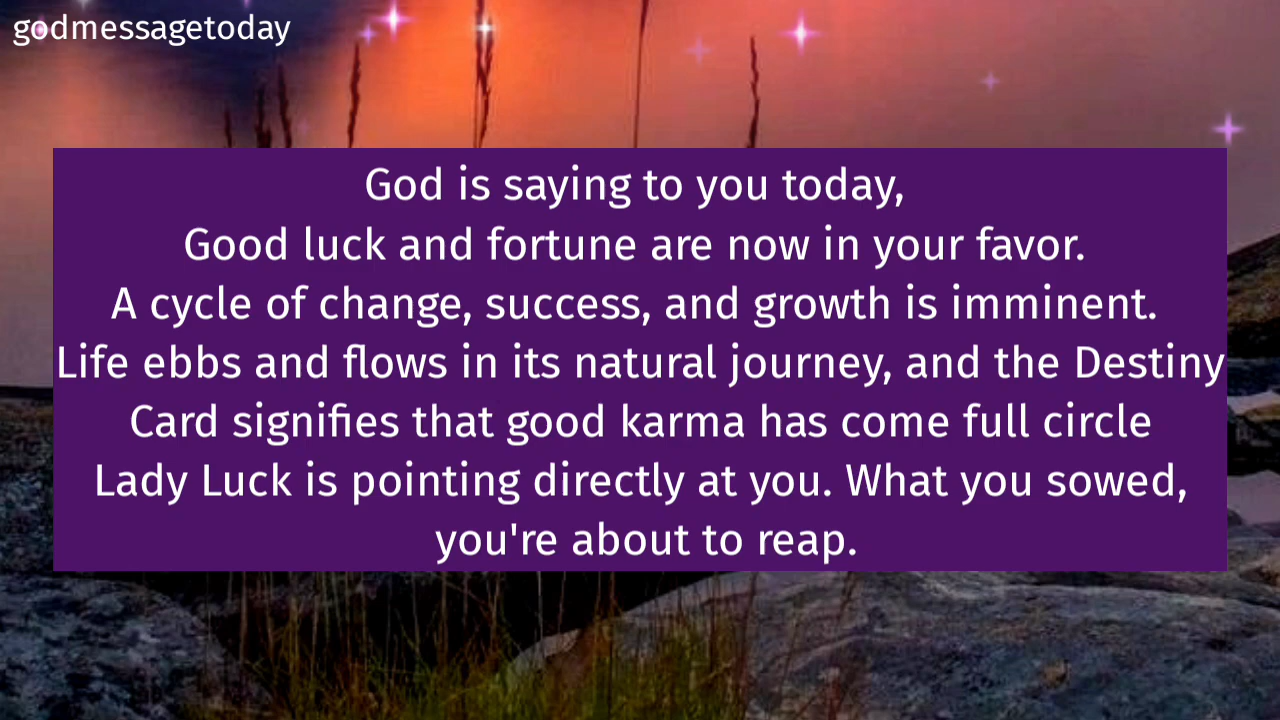 godmessagetoday
God is saying to you today,
Good luck and fortune are now in your favor.
A cycle of change, success, and growth is imminent.
Life ebbs and flows in its natural journey, and the Destiny
Card signifies that good karma has come full circle
Lady Luck is pointing directly at you. What you sowed,
you're about to reap.